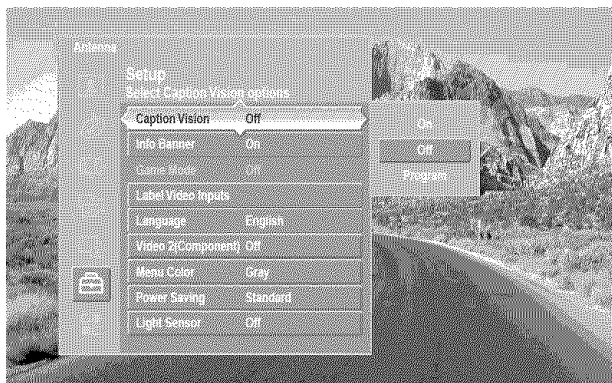 Antenna
Setup
Select Caption Vision options
Caption Vision Off
Info Banner On
Game Mode Off
Label Video Inputs
Language English
Video 2(Component) Off
Menu Color Gray
Power Saving Standard
Light Sensor Off
On
Off
Program